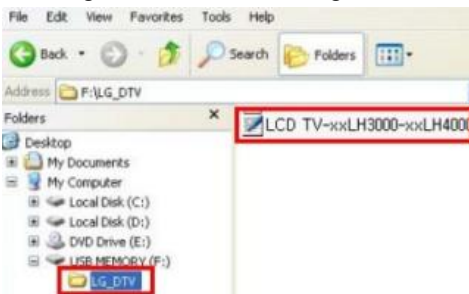 File Edit View Favorites Tools Help
Back Search Folders
Address F:\LG_DTV
Folders ×
LCD TV-xxLH3000-xxLH4000
Desktop
My Documents
My Computer
Local Disk (C:)
Local Disk (D:)
DVD Drive (E:)
USB MEMORY (F:)
LG_DTV